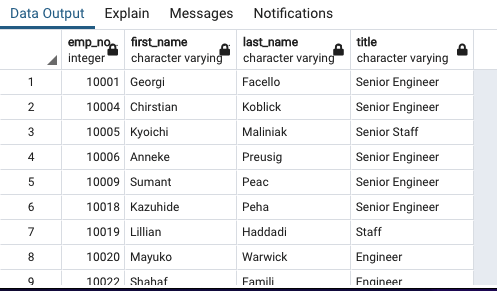 Data Output Explain Messages Notifications
emp_no first_name last_name title
integer character varying character varying character varying
1 10001 Georgi Facello Senior Engineer
2 10004 Chirstian Koblick Senior Engineer
3 10005 Kyoichi Maliniak Senior Staff
4 10006 Anneke Preusig Senior Engineer
5 10009 Sumant Peac Senior Engineer
6 10018 Kazuhide Peha Senior Engineer
7 10019 Lillian Haddadi Staff
8 10020 Mayuko Warwick Engineer
9 10022 Shahaf Famili Engineer